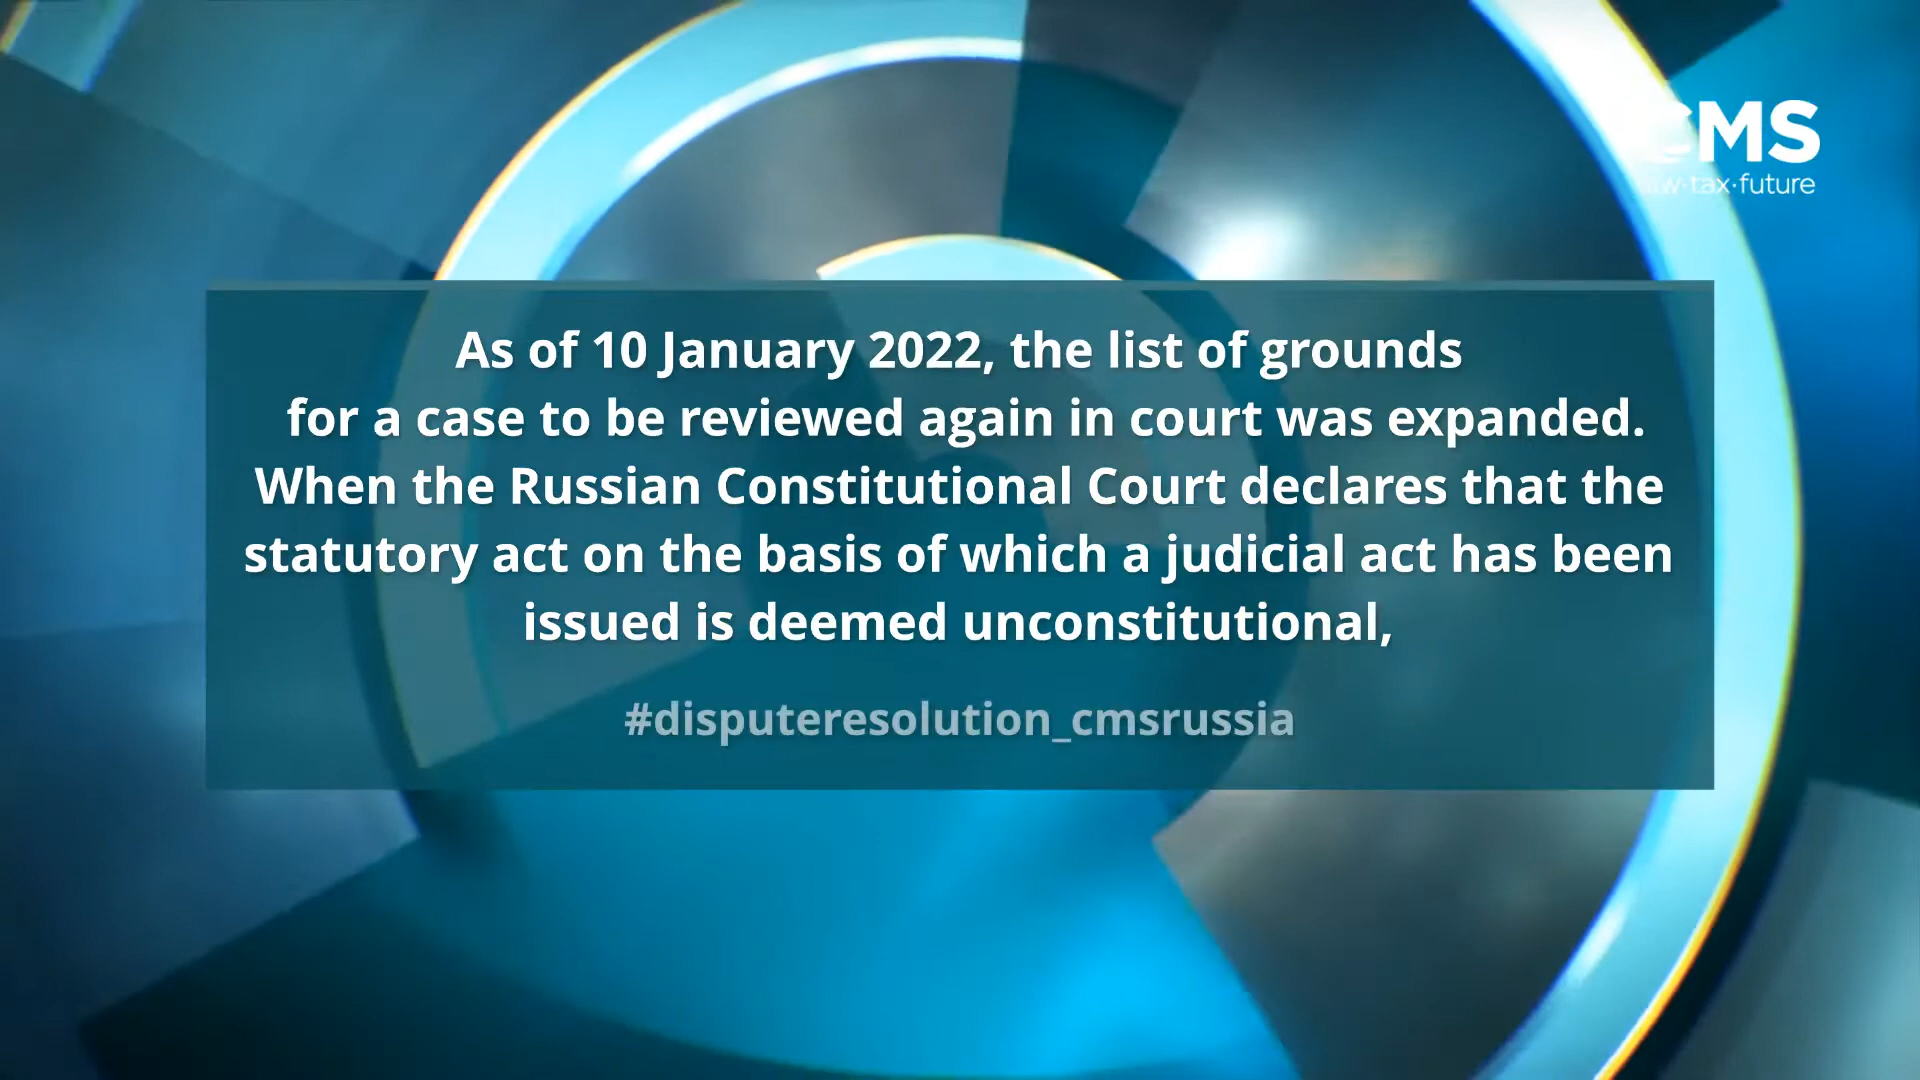 CMS
law·tax·future
As of 10 January 2022, the list of grounds
for a case to be reviewed again in court was expanded.
When the Russian Constitutional Court declares that the
statutory act on the basis of which a judicial act has been
issued is deemed unconstitutional,
#disputeresolution_cmsrussia